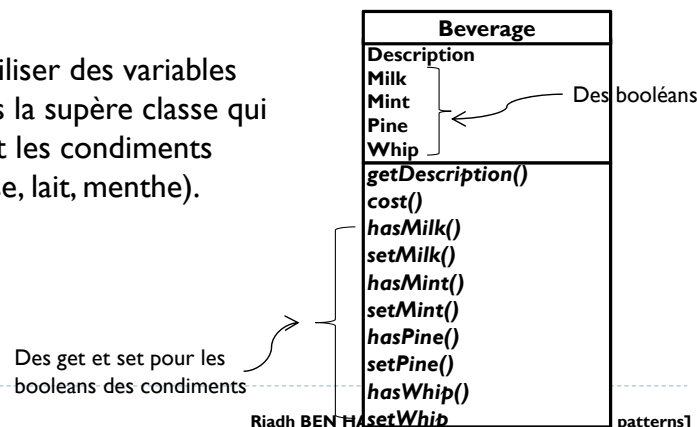 iliser des variables
s la supère classe qui
t les condiments
e, lait, menthe).
Beverage
Description
Milk
Mint
Pine
Whip
Des booléans
getDescription()
cost()
hasMilk()
setMilk()
hasMint()
setMint()
hasPine()
setPine()
hasWhip()
setWhip
Des get et set pour les
booleans des condiments
Riadh BEN HA patterns]